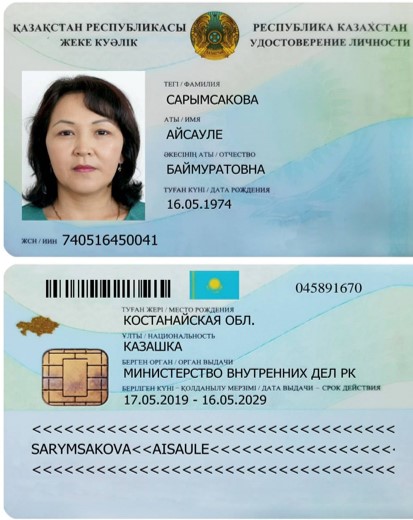 ҚАЗАҚСТАН РЕСПУБЛИКАСЫ
ЖЕКЕ КУӘЛІК
РЕСПУБЛИКА КАЗАХСТАН
УДОСТОВЕРЕНИЕ ЛИЧНОСТИ
ТЕГІ / ФАМИЛИЯ
САРЫМСАКОВА
АТЫ / ИМЯ
АЙСАУЛЕ
ӘКЕСІНІҢ АТЫ / ОТЧЕСТВО
БАЙМУРАТОВНА
ТУҒАН КҮНІ / ДАТА РОЖДЕНИЯ
16.05.1974
ЖСН / ИИН 740516450041
045891670
ТУҒАН ЖЕРІ / МЕСТО РОЖДЕНИЯ
КОСТАНАЙСКАЯ ОБЛ.
ҰЛТЫ / НАЦИОНАЛЬНОСТЬ
КАЗАШКА
БЕРГЕН ОРГАН / ОРГАН ВЫДАЧИ
МИНИСТЕРСТВО ВНУТРЕННИХ ДЕЛ РК
БЕРІЛГЕН КҮНІ - ҚОЛДАНЫЛУ МЕРЗІМІ / ДАТА ВЫДАЧИ - СРОК ДЕЙСТВИЯ
17.05.2019 - 16.05.2029
<<<<<<<<<<<<<<<<<<<<<<<<<<<<<<<<<<<
SARYMSAKOVA<<AISAULE<<<<<<<<<<<<<<<
<<<<<<<<<<<<<<<<<<<<<<<<<<<<<<<<<<<